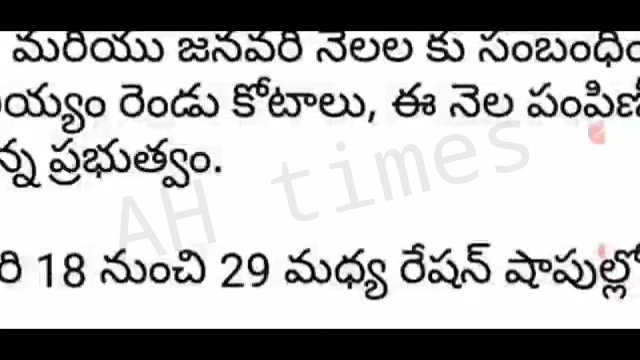 మరియు జనవరి నెలల కు సంబంధిం
య్యం రెండు కోటాలు, ఈ నెల పంపిణీ
న్న ప్రభుత్వం.
AH times
రి 18 నుంచి 29 మధ్య రేషన్ షాపుల్లో